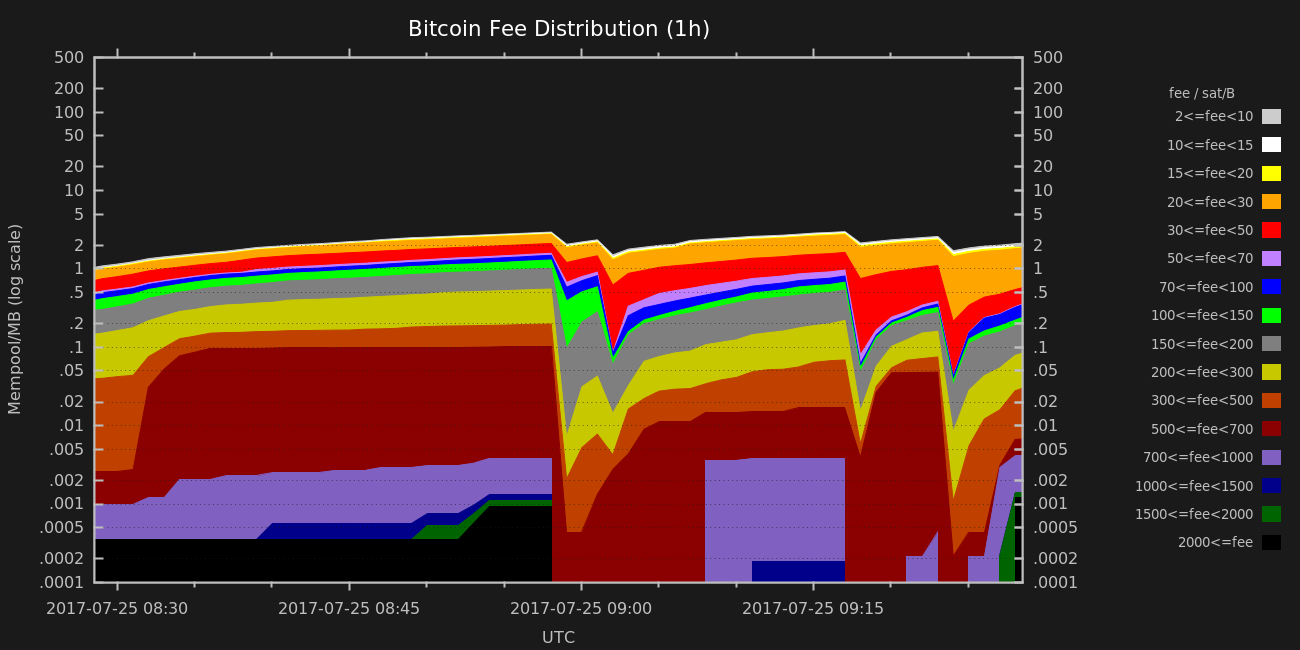 Bitcoin Fee Distribution (1h)
Mempool/MB (log scale)
500
200
100
50
20
10
5
2
1
.5
.2
.1
.05
.02
.01
.005
.002
.001
.0005
.0002
.0001
500
200
100
50
20
10
5
2
1
.5
.2
.1
.05
.02
.01
.005
.002
.001
.0005
.0002
.0001
fee / sat/B
2<=fee<10
10<=fee<15
15<=fee<20
20<=fee<30
30<=fee<50
50<=fee<70
70<=fee<100
100<=fee<150
150<=fee<200
200<=fee<300
300<=fee<500
500<=fee<700
700<=fee<1000
1000<=fee<1500
1500<=fee<2000
2000<=fee
2017-07-25 08:30 2017-07-25 08:45 2017-07-25 09:00 2017-07-25 09:15
UTC